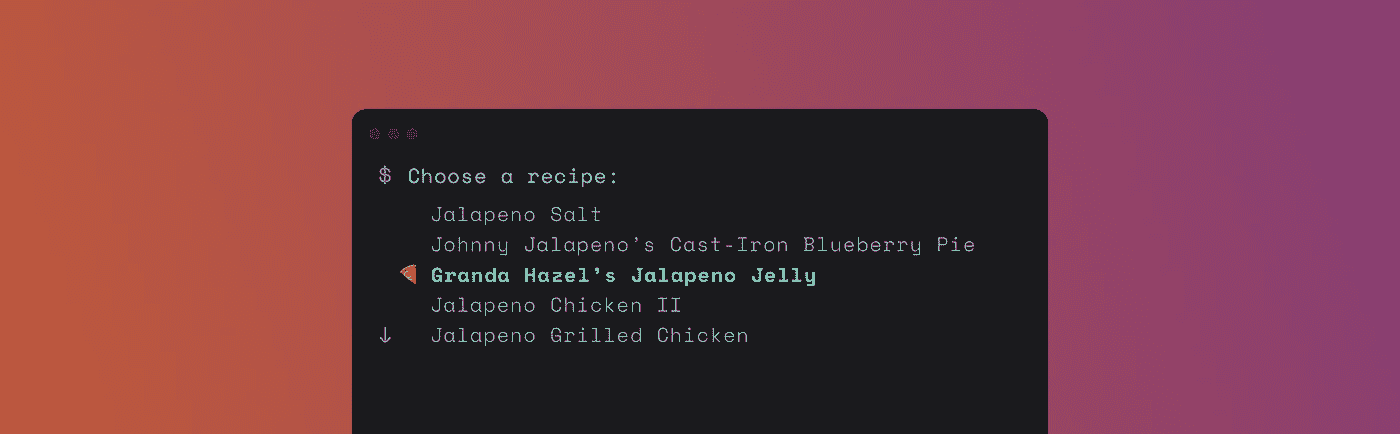 $ Choose a recipe:
Jalapeno Salt
Johnny Jalapeno's Cast-Iron Blueberry Pie
Granda Hazel's Jalapeno Jelly
Jalapeno Chicken II
↓ Jalapeno Grilled Chicken